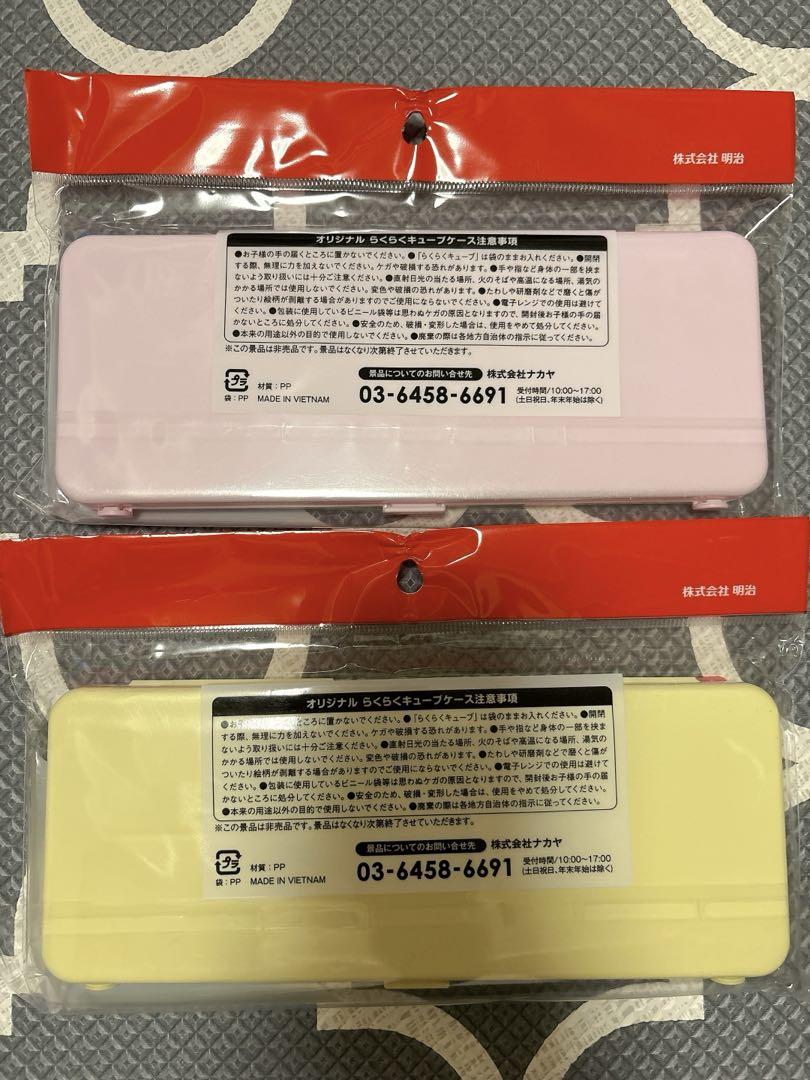 株式会社 明治
オリジナル らくらくキューブケース注意事項
●お子様の手の届くところに置かないでください。●「らくらくキューブ」は袋のままお入れください。●開閉
する際、無理に力を加えないでください。ケガや破損する恐れがあります。●手や指など身体の一部を挟ま
ないよう取り扱いには十分ご注意ください。●直射日光の当たる場所、火のそばや高温になる場所、湯気の
かかる場所では使用しないでください。変色や破損の恐れがあります。●たわしや研磨剤などで磨くと傷が
ついたり絵柄が剥離する場合がありますのでご使用にならないでください。●電子レンジでの使用は避けて
ください。●包装に使用しているビニール袋等は思わぬケガの原因となりますので、開封後お子様の手の届
かないところに処分してください。●安全のため、破損・変形した場合は、使用をやめて処分してください。
●本来の用途以外の目的で使用しないでください。●廃棄の際は各地方自治体の指示に従ってください。
※この景品は非売品です。景品はなくなり次第終了させていただきます。
景品についてのお問い合せ先 株式会社ナカヤ
プラ 材質：PP 03-6458-6691 受付時間/10:00〜17:00
袋：PP MADE IN VIETNAM (土日祝日、年末年始は除く)
株式会社 明治
オリジナル らくらくキューブケース注意事項
●お ところに置かないでください。●「らくらくキューブ」は袋のままお入れください。●開閉
する際、無理に力を加えないでください。ケガや破損する恐れがあります。●手や指など身体の一部を挟ま
ないよう取り扱いには十分ご注意ください。●直射日光の当たる場所、火のそばや高温になる場所、湯気の
かかる場所では使用しないでください。変色や破損の恐れがあります。●たわしや研磨剤などで磨くと傷が
ついたり絵柄が剥離する場合がありますのでご使用にならないでください。●電子レンジでの使用は避けて
ください。●包装に使用しているビニール袋等は思わぬケガの原因となりますので、開封後お子様の手の届
かないところに処分してください。●安全のため、破損・変形した場合は、使用をやめて処分してください。
●本来の用途以外の目的で使用しないでください。●廃棄の際は各地方自治体の指示に従ってください。
※この景品は非売品です。景品はなくなり次第終了させていただきます。
景品についてのお問い合せ先 株式会社ナカヤ
プラ 材質：PP 03-6458-6691 受付時間/10:00〜17:00
袋：PP MADE IN VIETNAM (土日祝日、年末年始は除く)